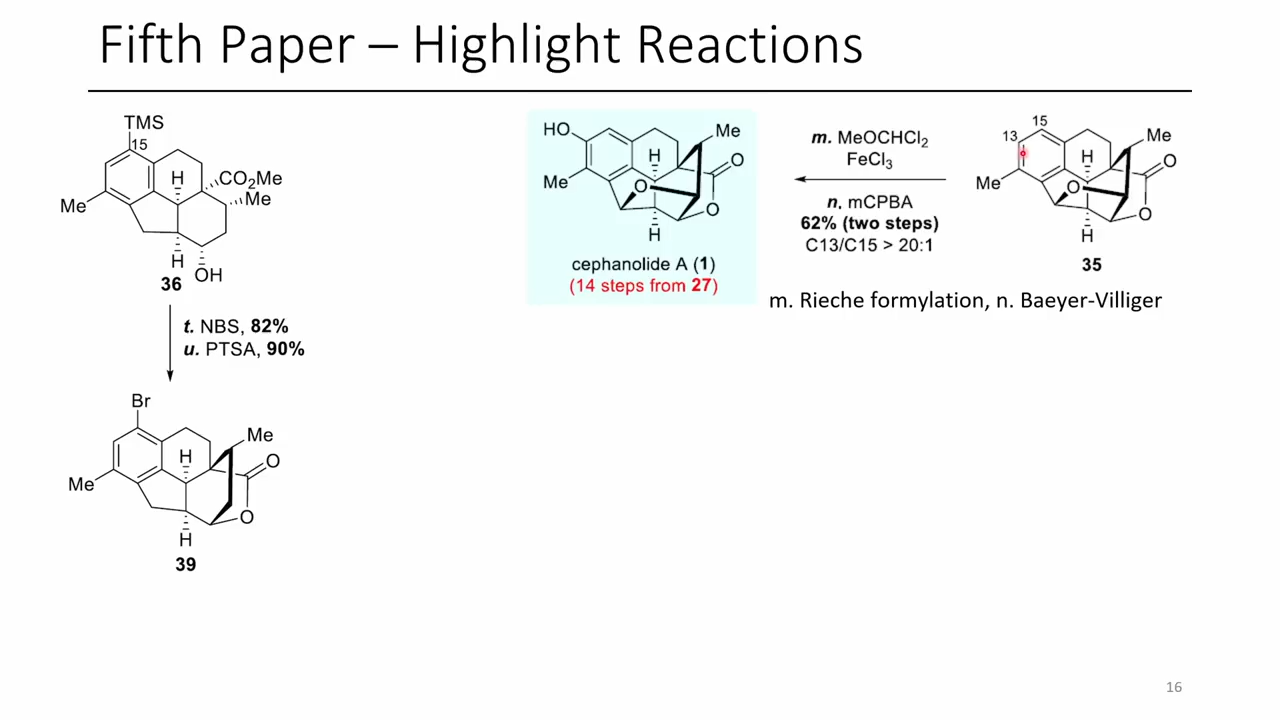 Fifth Paper – Highlight Reactions
TMS
15
H
CO2Me
Me
Me
H
OH
36
t. NBS, 82%
u. PTSA, 90%
Br
Me
H
O
Me
O
H
39
HO
Me
H
O
Me
O
O
H
cephanolide A (1)
(14 steps from 27)
m. MeOCHCl2
FeCl3
n, mCPBA
62% (two steps)
C13/C15 > 20:1
15
13
Me
H
O
Me
O
O
H
35
m. Rieche formylation, n. Baeyer-Villiger
16